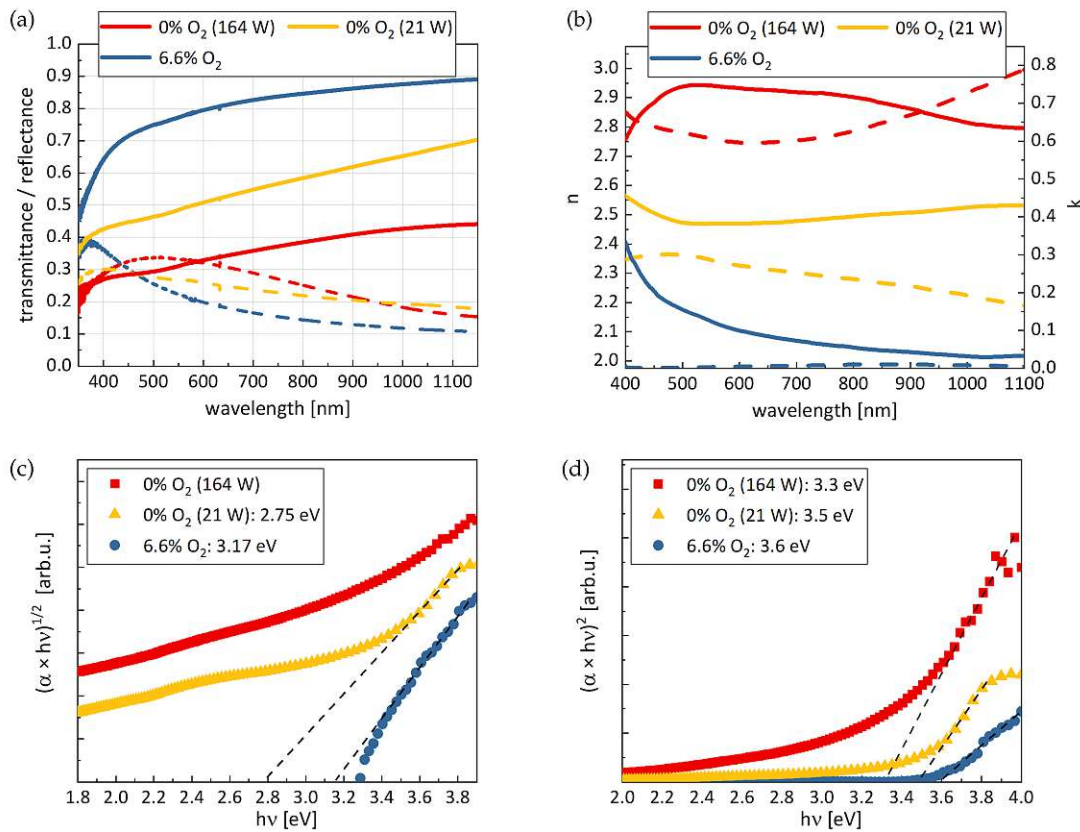 (a)
0% O₂ (164 W)
0% O₂ (21 W)
6.6% O₂
1.0
0.9
0.8
0.7
0.6
0.5
0.4
0.3
0.2
0.1
0.0
transmittance / reflectance
400 500 600 700 800 900 1000 1100
wavelength [nm]
(b)
0% O₂ (164 W)
0% O₂ (21 W)
6.6% O₂
3.0
2.9
2.8
2.7
2.6
2.5
2.4
2.3
2.2
2.1
2.0
n
0.8
0.7
0.6
0.5
0.4
0.3
0.2
0.1
0.0
k
400 500 600 700 800 900 1000 1100
wavelength [nm]
(c)
0% O₂ (164 W)
0% O₂ (21 W): 2.75 eV
6.6% O₂: 3.17 eV
(α × hν)^1/2 [arb.u.]
1.8 2.0 2.2 2.4 2.6 2.8 3.0 3.2 3.4 3.6 3.8
hν [eV]
(d)
0% O₂ (164 W): 3.3 eV
0% O₂ (21 W): 3.5 eV
6.6% O₂: 3.6 eV
(α × hν)² [arb.u.]
2.0 2.2 2.4 2.6 2.8 3.0 3.2 3.4 3.6 3.8 4.0
hν [eV]